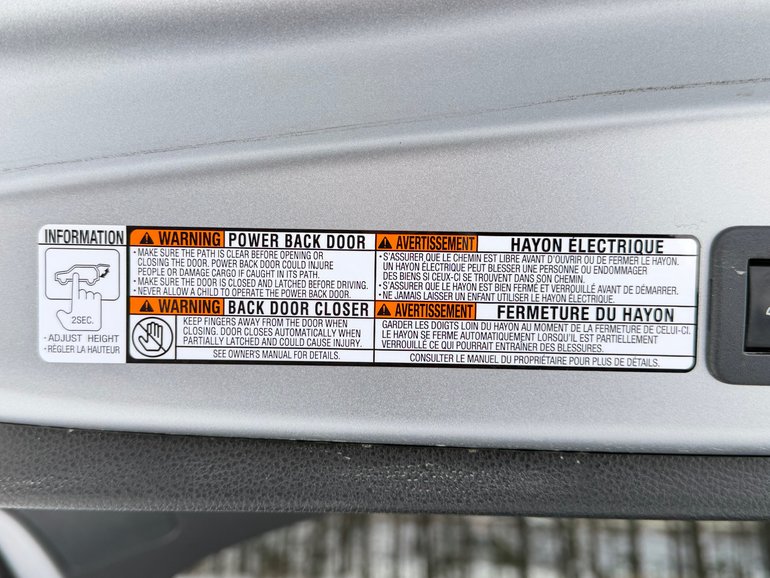 INFORMATION
2SEC.
• ADJUST HEIGHT
• RÉGLER LA HAUTEUR
WARNING POWER BACK DOOR
• MAKE SURE THE PATH IS CLEAR BEFORE OPENING OR
CLOSING THE DOOR. POWER BACK DOOR COULD INJURE
PEOPLE OR DAMAGE CARGO IF CAUGHT IN ITS PATH.
• MAKE SURE THE DOOR IS CLOSED AND LATCHED BEFORE DRIVING.
• NEVER ALLOW A CHILD TO OPERATE THE POWER BACK DOOR.
WARNING BACK DOOR CLOSER
KEEP FINGERS AWAY FROM THE DOOR WHEN
CLOSING. DOOR CLOSES AUTOMATICALLY WHEN
PARTIALLY LATCHED AND COULD CAUSE INJURY.
SEE OWNER'S MANUAL FOR DETAILS.
AVERTISSEMENT HAYON ÉLECTRIQUE
• S'ASSURER QUE LE CHEMIN EST LIBRE AVANT D'OUVRIR OU DE FERMER LE HAYON.
UN HAYON ÉLECTRIQUE PEUT BLESSER UNE PERSONNE OU ENDOMMAGER
DES BIENS SI CEUX-CI SE TROUVENT DANS SON CHEMIN.
• S'ASSURER QUE LE HAYON EST BIEN FERMÉ ET VERROUILLÉ AVANT DE DÉMARRER.
• NE JAMAIS LAISSER UN ENFANT UTILISER LE HAYON ÉLECTRIQUE.
AVERTISSEMENT FERMETURE DU HAYON
GARDER LES DOIGTS LOIN DU HAYON AU MOMENT DE LA FERMETURE DE CELUI-CI.
LE HAYON SE FERME AUTOMATIQUEMENT LORSQU'IL EST PARTIELLEMENT
VERROUILLÉ CE QUI POURRAIT ENTRAÎNER DES BLESSURES.
CONSULTER LE MANUEL DU PROPRIÉTAIRE POUR PLUS DE DÉTAILS.